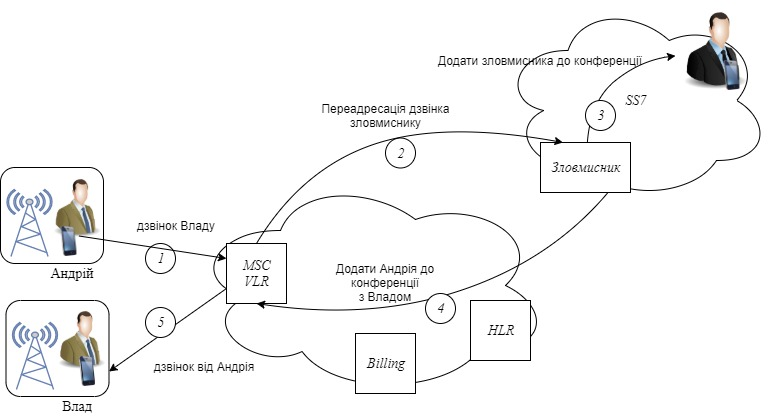 Додати зловмисника до конференції
SS7
3
Переадресація дзвінка
зловмиснику
2
Зловмисник
дзвінок Владу
1
Андрій
MSC
VLR
Додати Андрія до
конференції
з Владом
4
HLR
5
Billing
дзвінок від Андрія
Влад